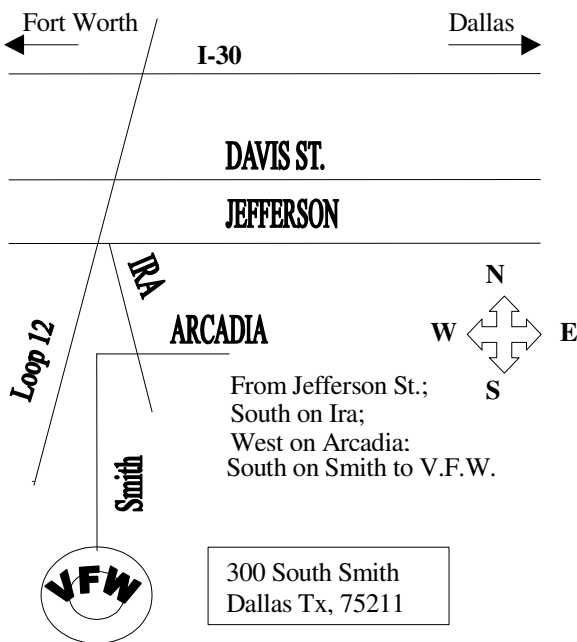 Fort Worth
Dallas
I-30
DAVIS ST.
JEFFERSON
IRA
N
Loop 12
ARCADIA
W
E
S
From Jefferson St.;
South on Ira;
West on Arcadia:
South on Smith to V.F.W.
Smith
VFW
300 South Smith
Dallas Tx, 75211